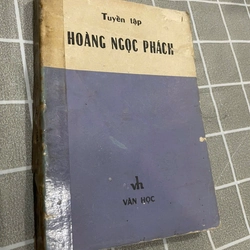 Tuyển tập
HOÀNG NGỌC PHÁCH
vh
VĂN HỌC